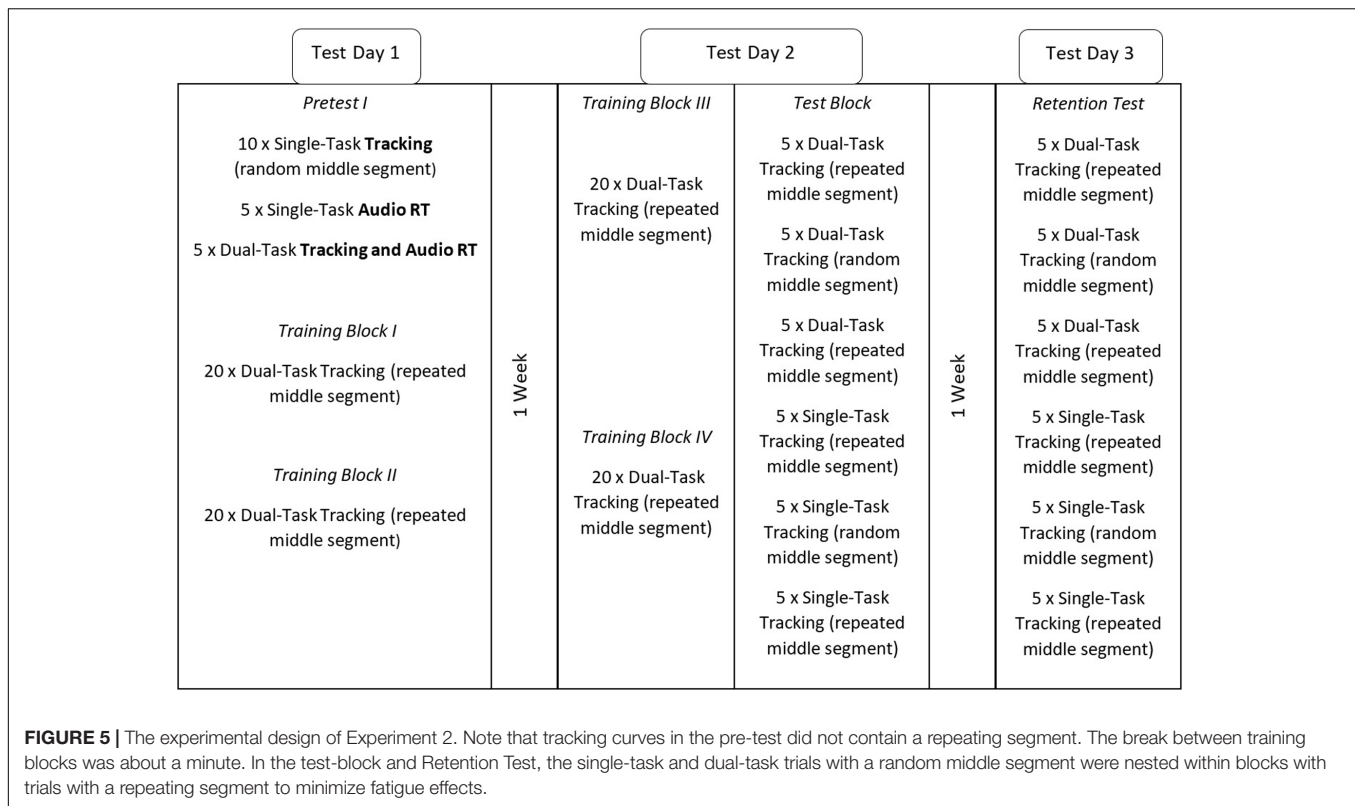 Test Day 1
Test Day 2
Test Day 3
Pretest I
10 x Single-Task Tracking
(random middle segment)
5 x Single-Task Audio RT
5 x Dual-Task Tracking and Audio RT
Training Block I
20 x Dual-Task Tracking (repeated
middle segment)
Training Block II
20 x Dual-Task Tracking (repeated
middle segment)
1 Week
Training Block III
20 x Dual-Task
Tracking (repeated
middle segment)
Training Block IV
20 x Dual-Task
Tracking (repeated
middle segment)
Test Block
5 x Dual-Task
Tracking (repeated
middle segment)
5 x Dual-Task
Tracking (random
middle segment)
5 x Dual-Task
Tracking (repeated
middle segment)
5 x Single-Task
Tracking (repeated
middle segment)
5 x Single-Task
Tracking (random
middle segment)
5 x Single-Task
Tracking (repeated
middle segment)
1 Week
Retention Test
5 x Dual-Task
Tracking (repeated
middle segment)
5 x Dual-Task
Tracking (random
middle segment)
5 x Dual-Task
Tracking (repeated
middle segment)
5 x Single-Task
Tracking (repeated
middle segment)
5 x Single-Task
Tracking (random
middle segment)
5 x Single-Task
Tracking (repeated
middle segment)
FIGURE 5 | The experimental design of Experiment 2. Note that tracking curves in the pre-test did not contain a repeating segment. The break between training
blocks was about a minute. In the test-block and Retention Test, the single-task and dual-task trials with a random middle segment were nested within blocks with
trials with a repeating segment to minimize fatigue effects.